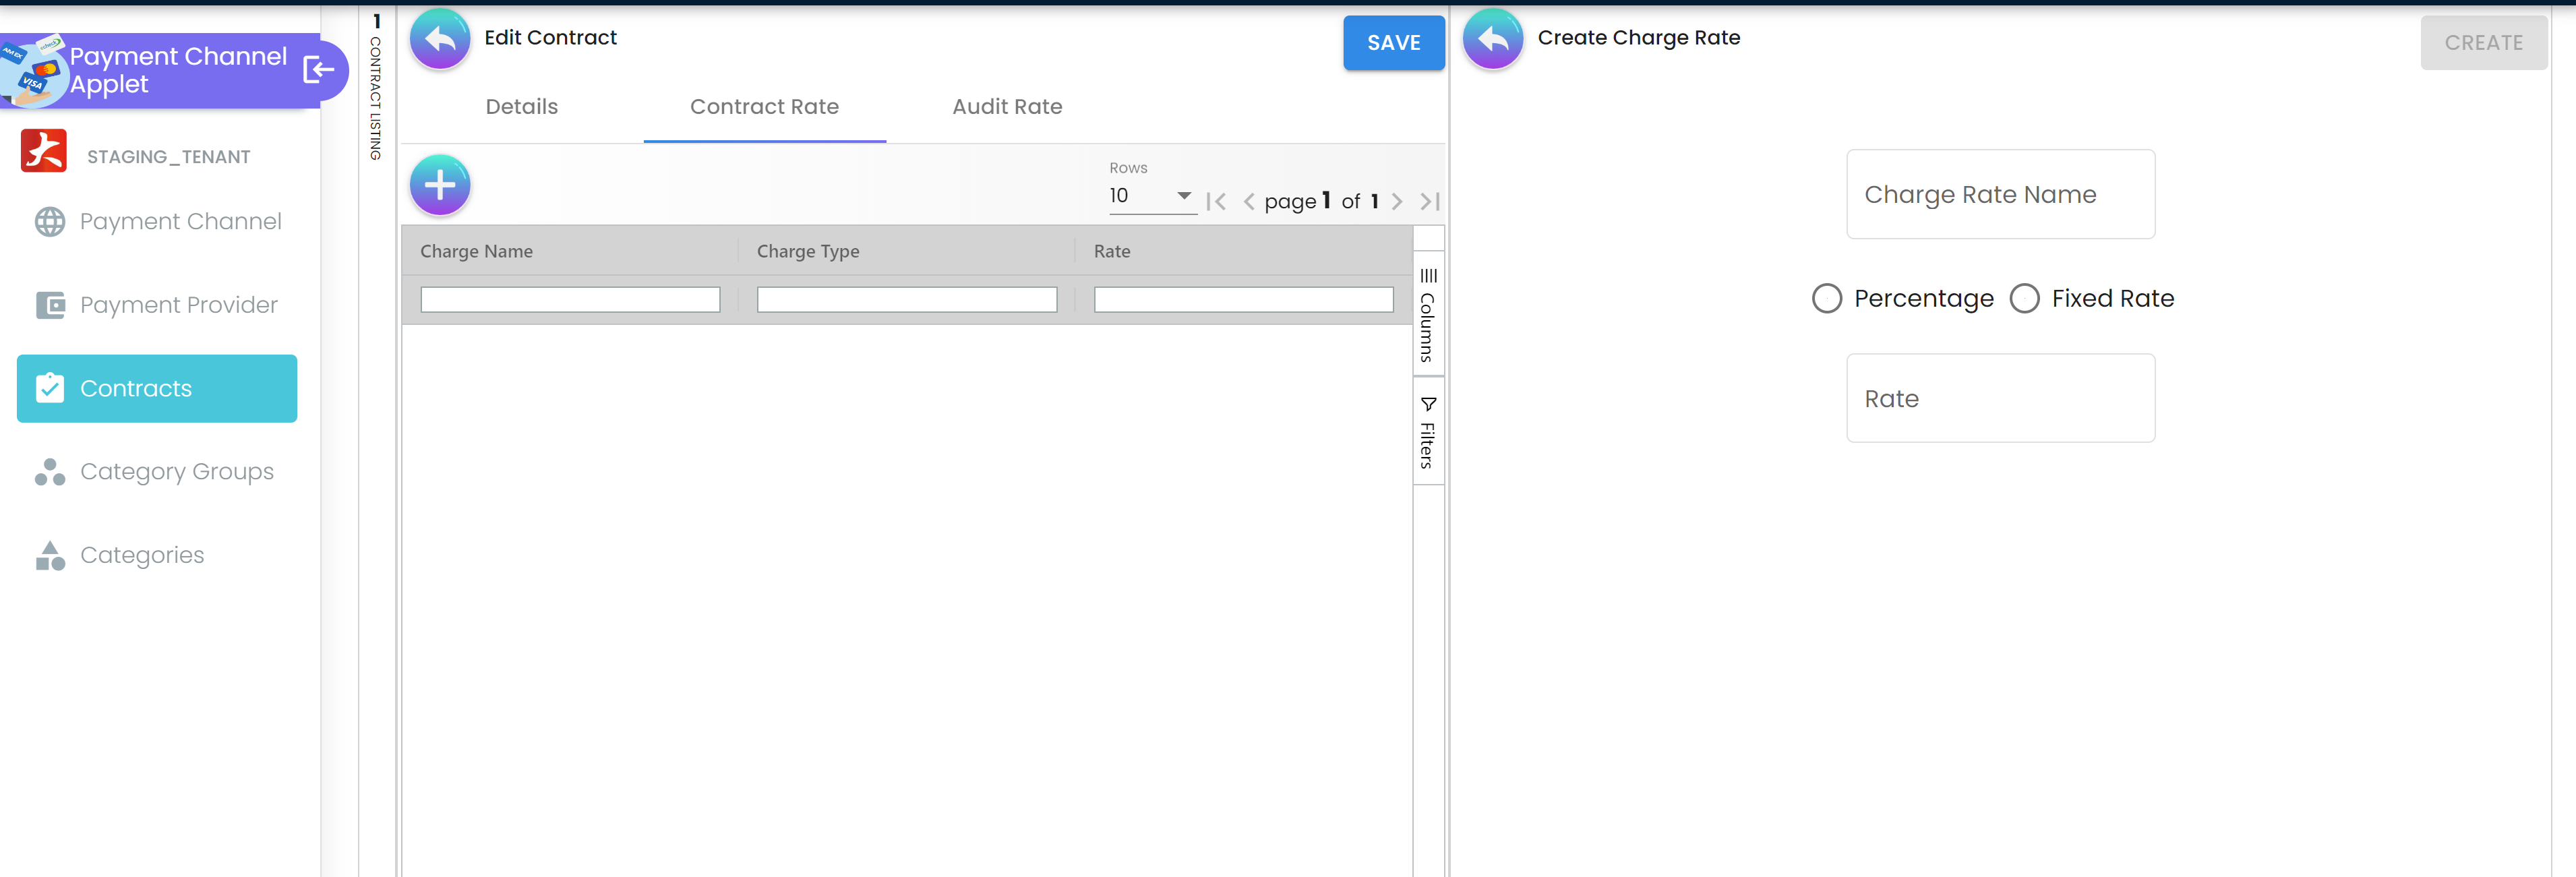 Payment Channel
Applet
AMEX
VISA
STAGING_TENANT
Payment Channel
Payment Provider
Contracts
Category Groups
Categories
1 CONTRACT LISTING
Edit Contract
SAVE
Details
Contract Rate
Audit Rate
Rows
10
page 1 of 1
Charge Name
Charge Type
Rate
Columns
Filters
Create Charge Rate
CREATE
Charge Rate Name
Percentage
Fixed Rate
Rate